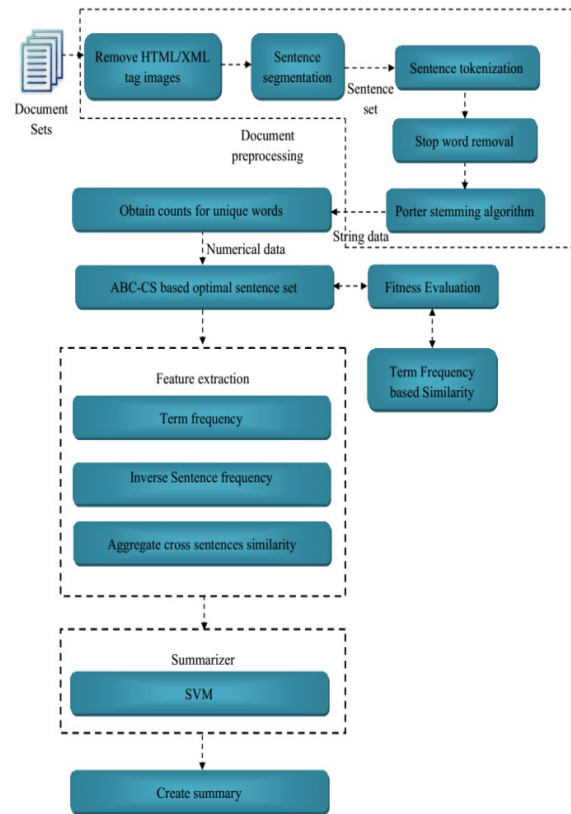 Document
Sets
Remove HTML/XML
tag images
Sentence
segmentation
Sentence
set
Sentence tokenization
Stop word removal
Porter stemming algorithm
Document
preprocessing
String data
Obtain counts for unique words
Numerical data
ABC-CS based optimal sentence set
Fitness Evaluation
Term Frequency
based Similarity
Feature extraction
Term frequency
Inverse Sentence frequency
Aggregate cross sentences similarity
Summarizer
SVM
Create summary